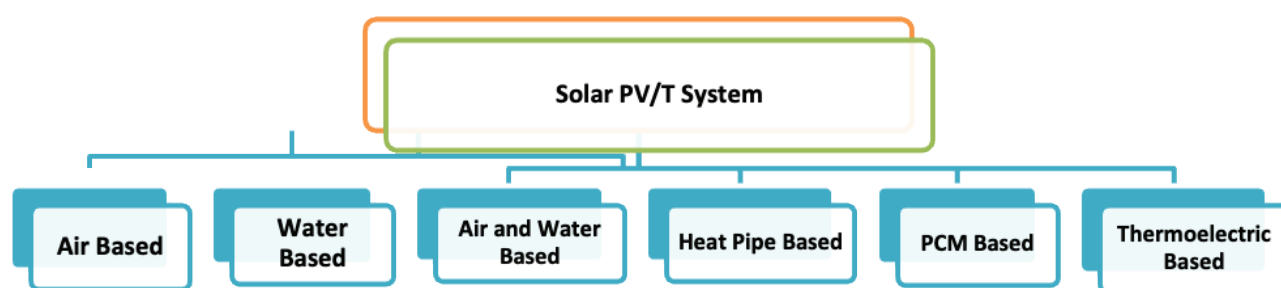 Solar PV/T System
Air Based
Water
Based
Air and Water
Based
Heat Pipe Based
PCM Based
Thermoelectric
Based